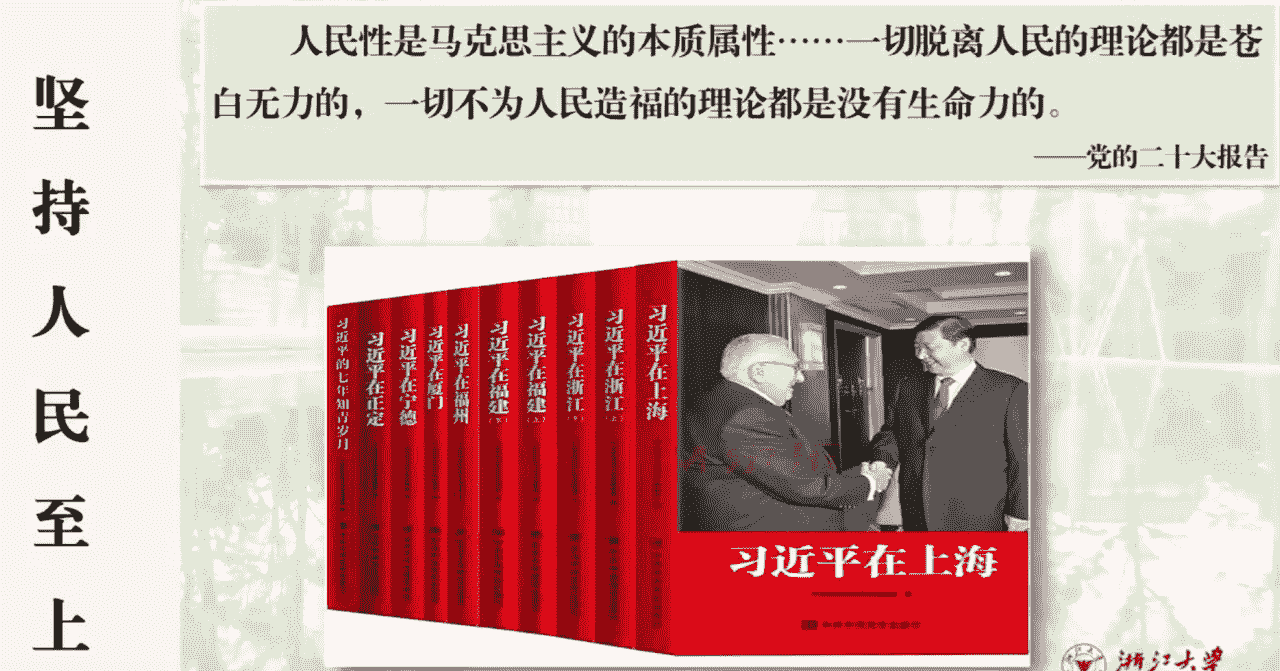 坚持人民至上
人民性是马克思主义的本质属性……一切脱离人民的理论都是苍
白无力的，一切不为人民造福的理论都是没有生命力的。
——党的二十大报告
习近平的七年知青岁月
习近平在正定
习近平在宁德
习近平在厦门
习近平在福州
习近平在福建
习近平在福建
习近平在浙江
习近平在浙江（上）
习近平在上海
习近平在上海
浙江大学